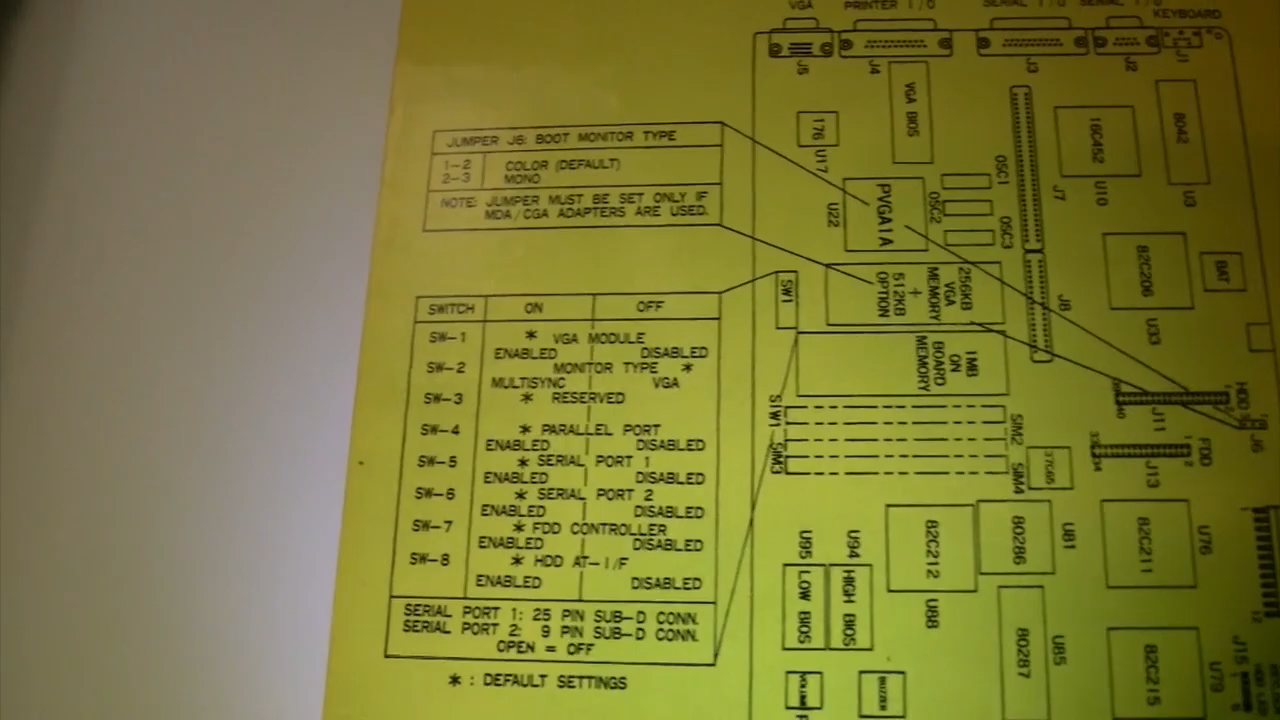 VGA
PRINTER I/O
SERIAL I/O
SERIAL I/O
KEYBOARD
J5
J4
J3
J2
J1
JUMPER J6: BOOT MONITOR TYPE
1-2 COLOR (DEFAULT)
2-3 MONO
NOTE: JUMPER MUST BE SET ONLY IF
MDA/CGA ADAPTERS ARE USED.
176
U17
VGA BIOS
16C452
U10
8042
U3
OSC1
OSC2
OSC3
J7
PVGA1A
U22
82C206
U33
BAT
J8
256KB
VGA
MEMORY
+
512KB
OPTION
SW1
1MB
ON
BOARD
MEMORY
SWITCH ON OFF
SW-1 * VGA MODULE
ENABLED DISABLED
SW-2 MONITOR TYPE *
MULTISYNC VGA
SW-3 * RESERVED
SW-4 * PARALLEL PORT
ENABLED DISABLED
SW-5 * SERIAL PORT 1
ENABLED DISABLED
SW-6 * SERIAL PORT 2
ENABLED DISABLED
SW-7 * FDD CONTROLLER
ENABLED DISABLED
SW-8 * HDD AT-I/F
ENABLED DISABLED
SERIAL PORT 1: 25 PIN SUB-D CONN.
SERIAL PORT 2: 9 PIN SUB-D CONN.
OPEN = OFF
* : DEFAULT SETTINGS
HDD
J11
J6
FDD
J13
SIM2
SIM3
SIM4
37C65
82C212
U88
80286
U81
82C211
U76
U95
LOW BIOS
U94
HIGH BIOS
80287
U85
82C215
U79
J15
BUZZER